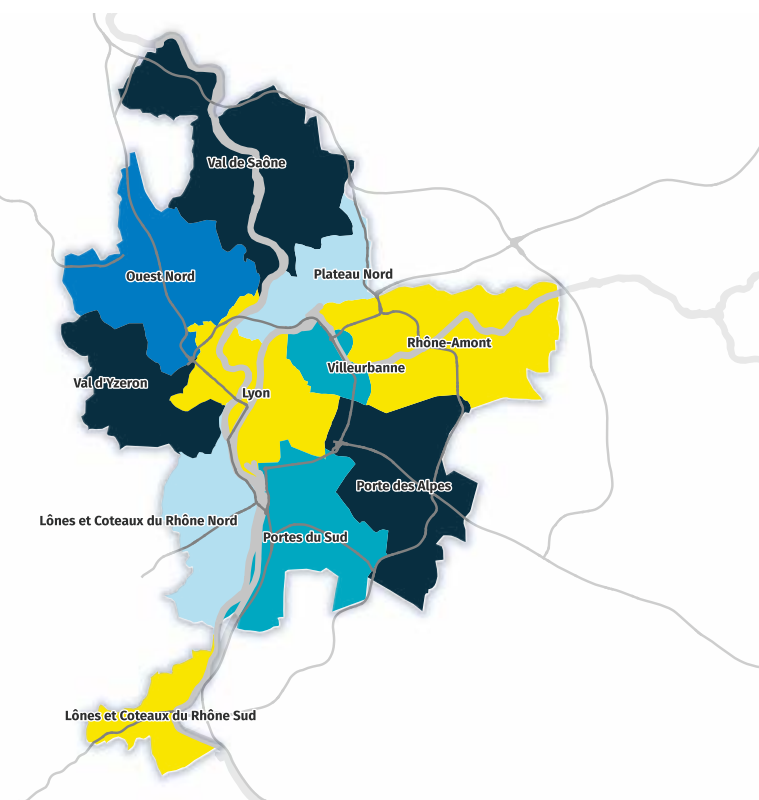 Val de Saône
Ouest Nord
Plateau Nord
Rhône-Amont
Villeurbanne
Val d'Yzeron
Lyon
Porte des Alpes
Lônes et Coteaux du Rhône Nord
Portes du Sud
Lônes et Coteaux du Rhône Sud